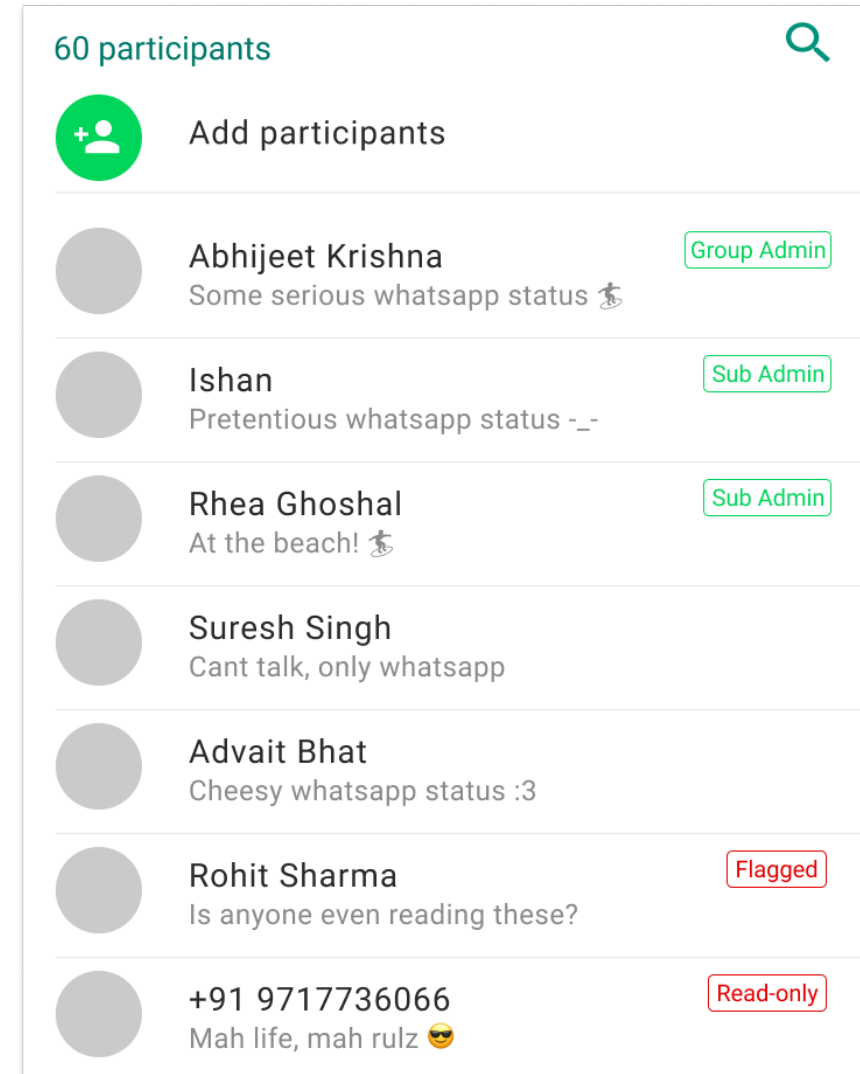 60 participants
Add participants
Abhijeet Krishna
Group Admin
Some serious whatsapp status 🏄
Ishan
Sub Admin
Pretentious whatsapp status -_-
Rhea Ghoshal
Sub Admin
At the beach! 🏄
Suresh Singh
Cant talk, only whatsapp
Advait Bhat
Cheesy whatsapp status :3
Rohit Sharma
Flagged
Is anyone even reading these?
+91 9717736066
Read-only
Mah life, mah rulz 😎